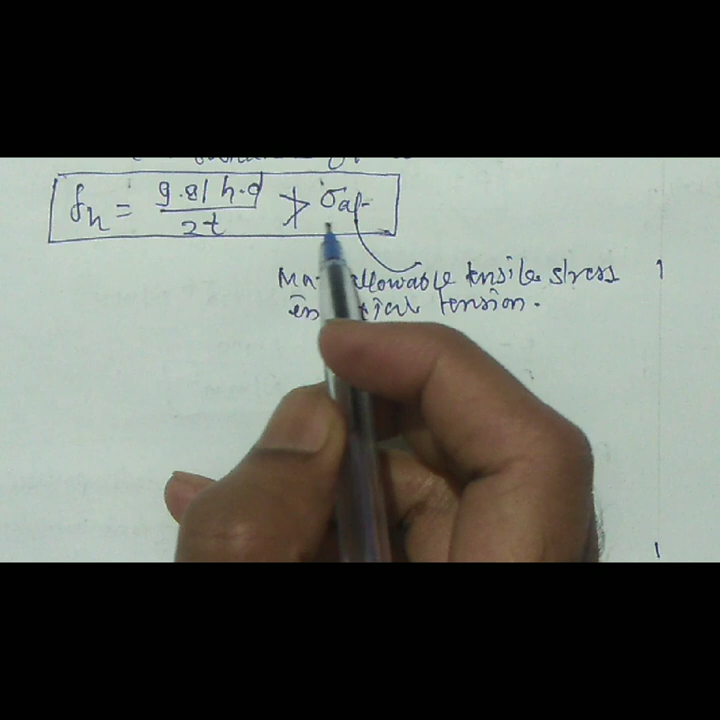 fh = 9.81 h.d / 2t ≯ σat
allowable tensile stress
tension.